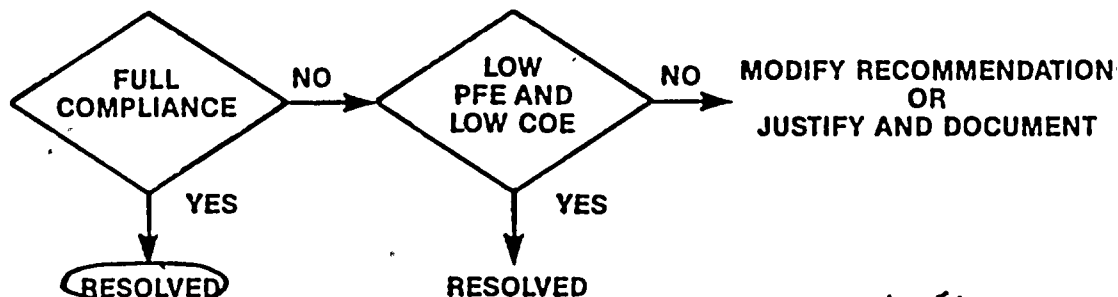 FULL
COMPLIANCE
NO
LOW
PFE AND
LOW COE
NO
MODIFY RECOMMENDATION
OR
JUSTIFY AND DOCUMENT
YES
YES
RESOLVED
RESOLVED